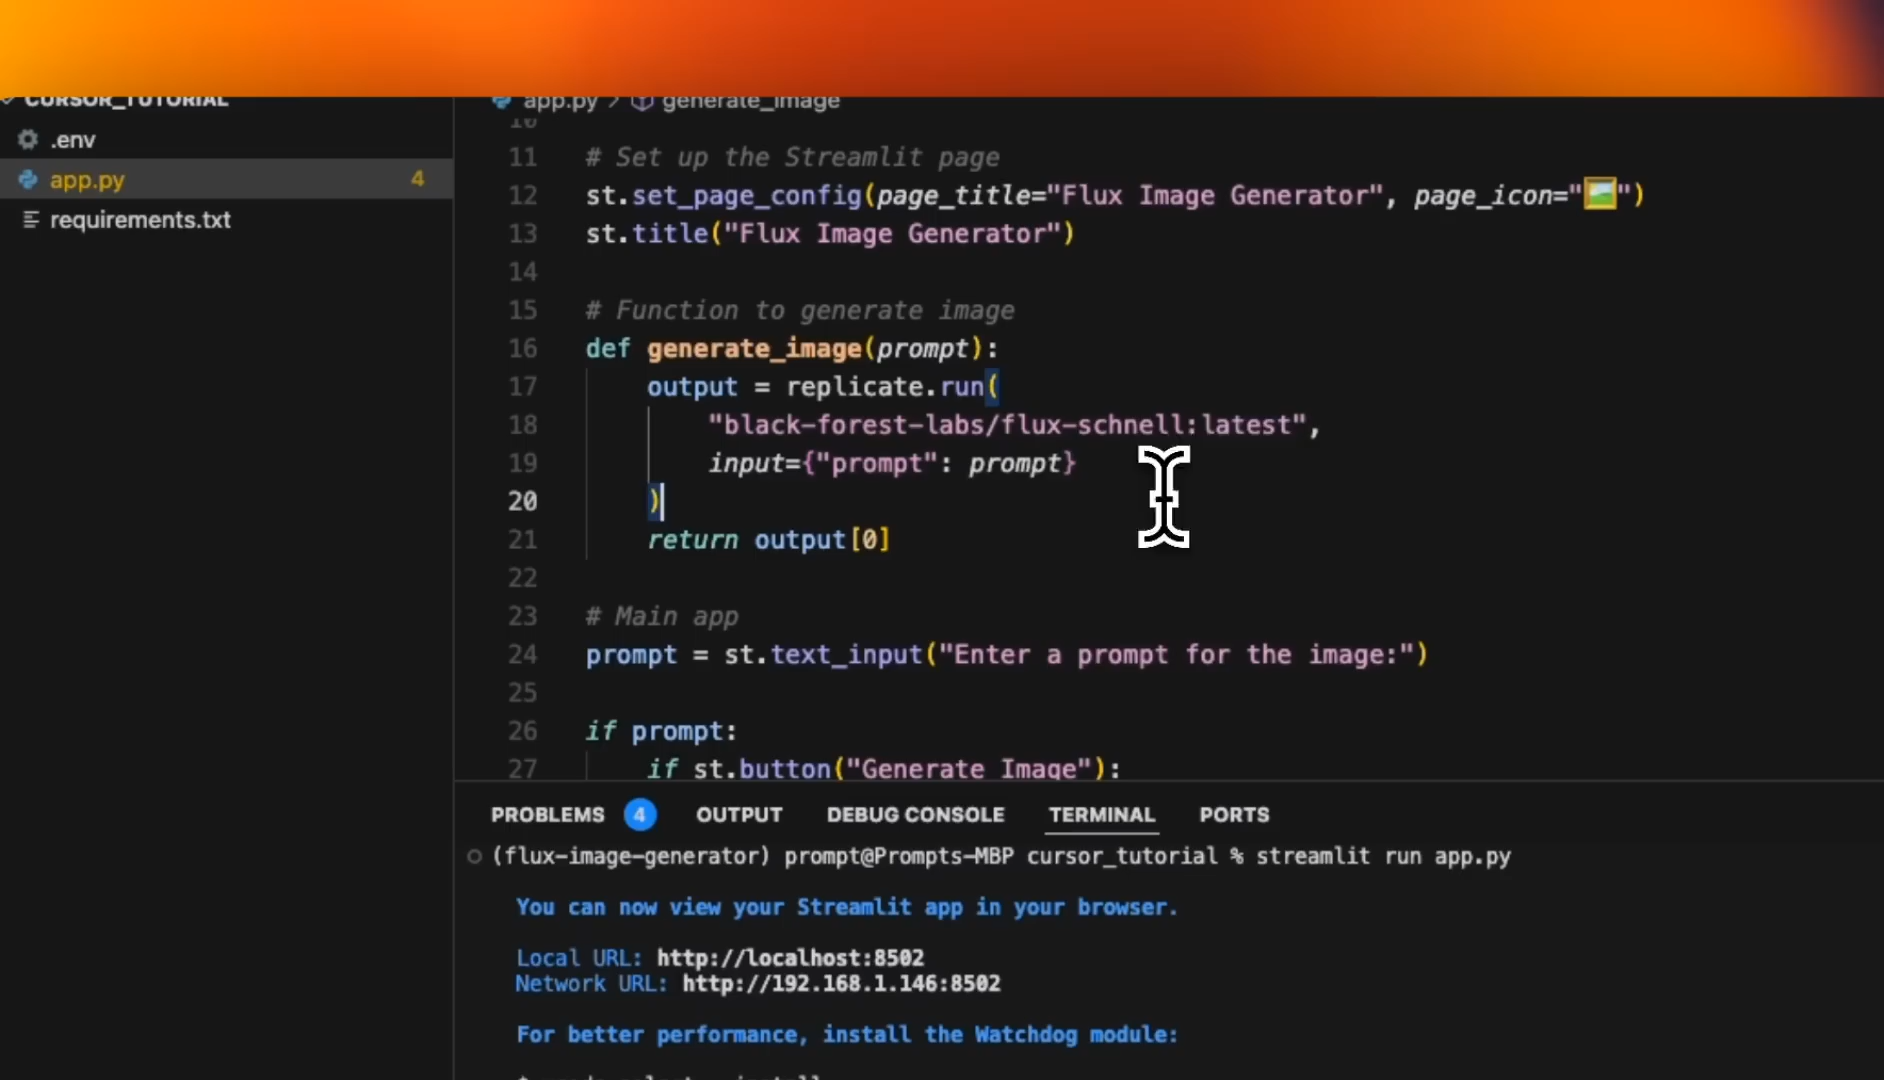 CURSOR_TUTORIAL
.env
app.py 4
requirements.txt
app.py > generate_image
10
11 # Set up the Streamlit page
12 st.set_page_config(page_title="Flux Image Generator", page_icon="🖼️")
13 st.title("Flux Image Generator")
14
15 # Function to generate image
16 def generate_image(prompt):
17     output = replicate.run(
18         "black-forest-labs/flux-schnell:latest",
19         input={"prompt": prompt}
20     )
21     return output[0]
22
23 # Main app
24 prompt = st.text_input("Enter a prompt for the image:")
25
26 if prompt:
27     if st.button("Generate Image"):
PROBLEMS 4 OUTPUT DEBUG CONSOLE TERMINAL PORTS
(flux-image-generator) prompt@Prompts-MBP cursor_tutorial % streamlit run app.py
You can now view your Streamlit app in your browser.
Local URL: http://localhost:8502
Network URL: http://192.168.1.146:8502
For better performance, install the Watchdog module: